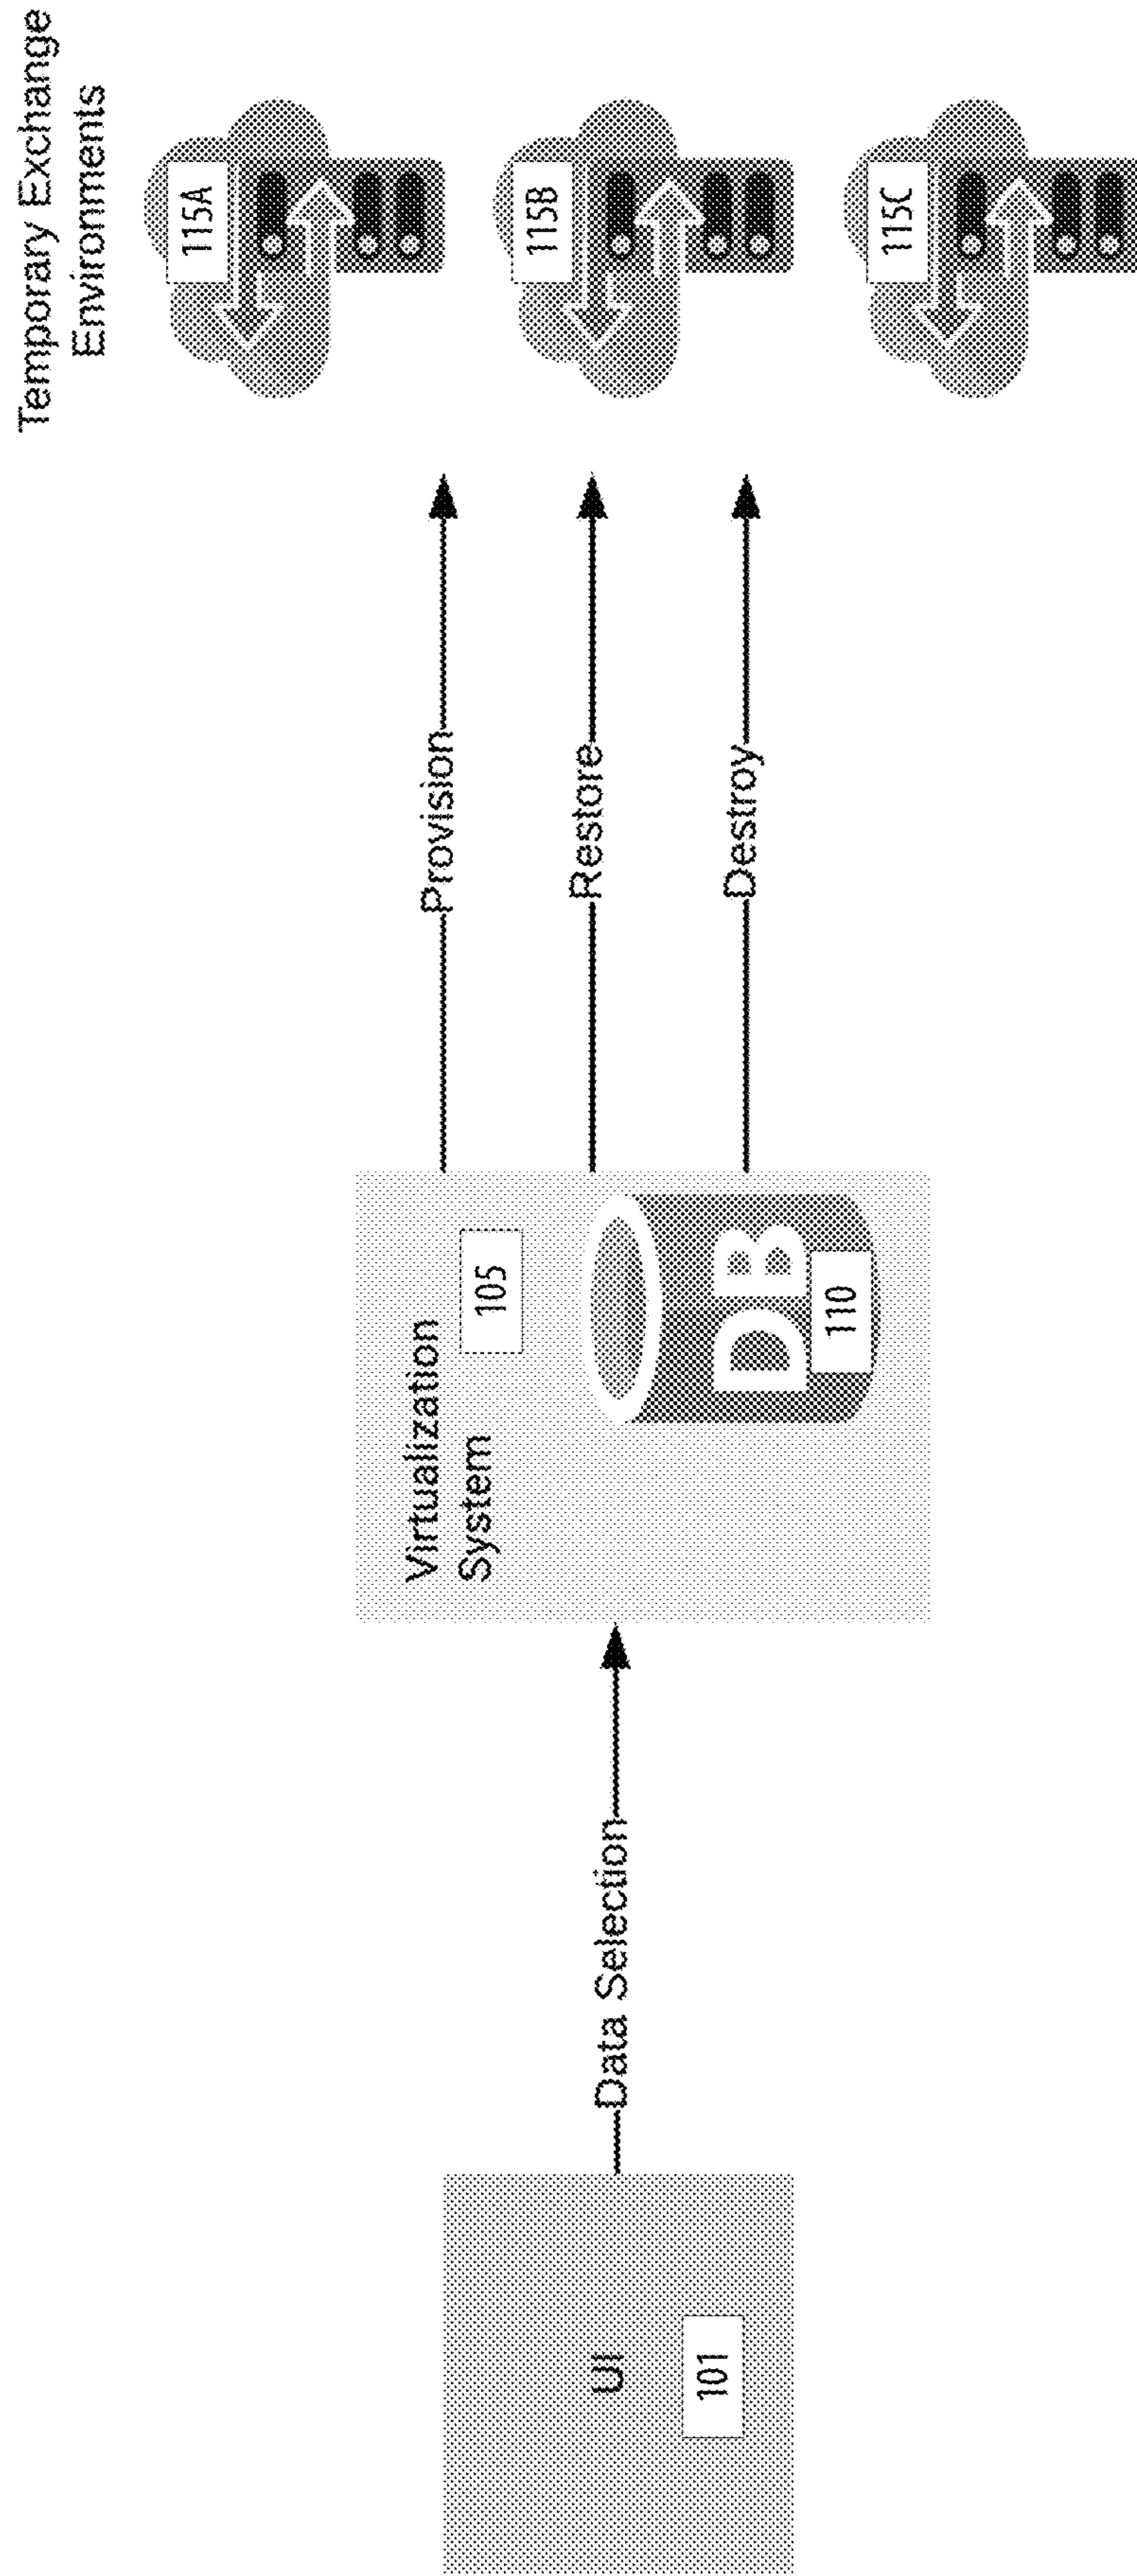 UI
101
Data Selection
Virtualization
System
105
DB
110
Provision
Restore
Destroy
Temporary Exchange
Environments
115A
115B
115C